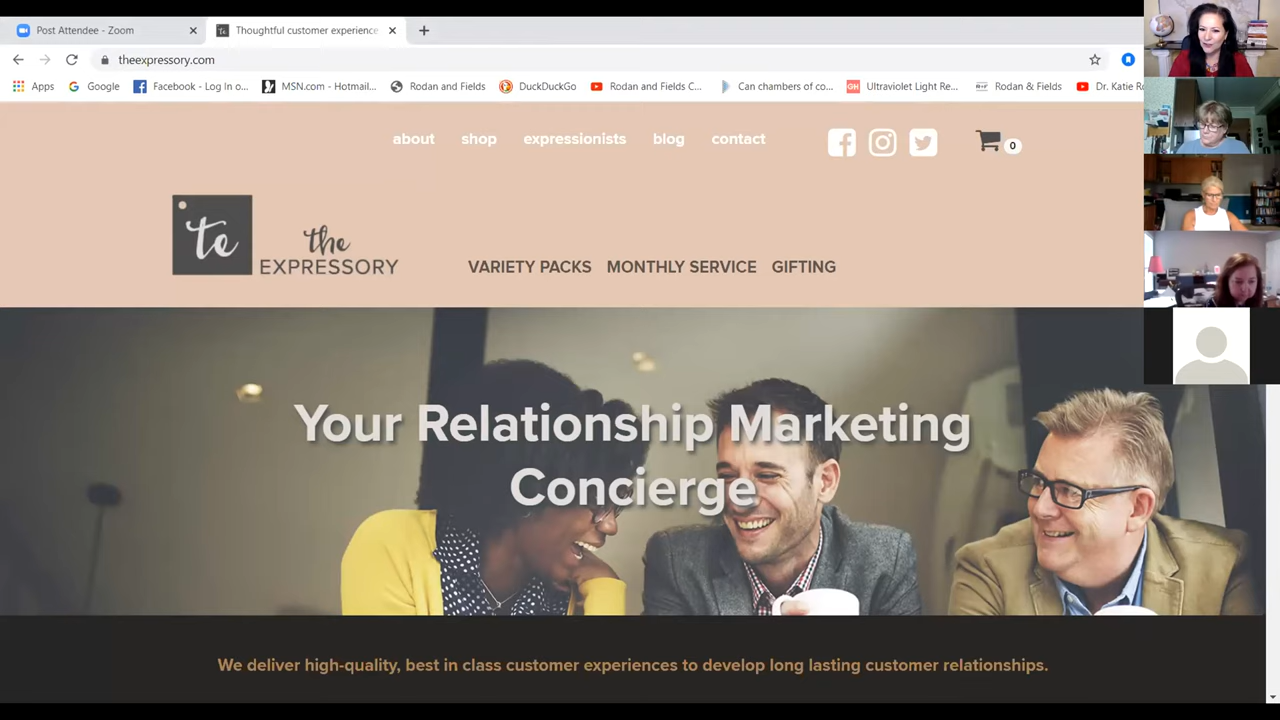 Post Attendee - Zoom
Thoughtful customer experience
theexpressory.com
Apps Google Facebook - Log In o... MSN.com - Hotmail... Rodan and Fields DuckDuckGo Rodan and Fields C... Can chambers of co... Ultraviolet Light Re... Rodan & Fields Dr. Katie Ro
about shop expressionists blog contact
0
te
the
EXPRESSORY
VARIETY PACKS MONTHLY SERVICE GIFTING
Your Relationship Marketing
Concierge
We deliver high-quality, best in class customer experiences to develop long lasting customer relationships.